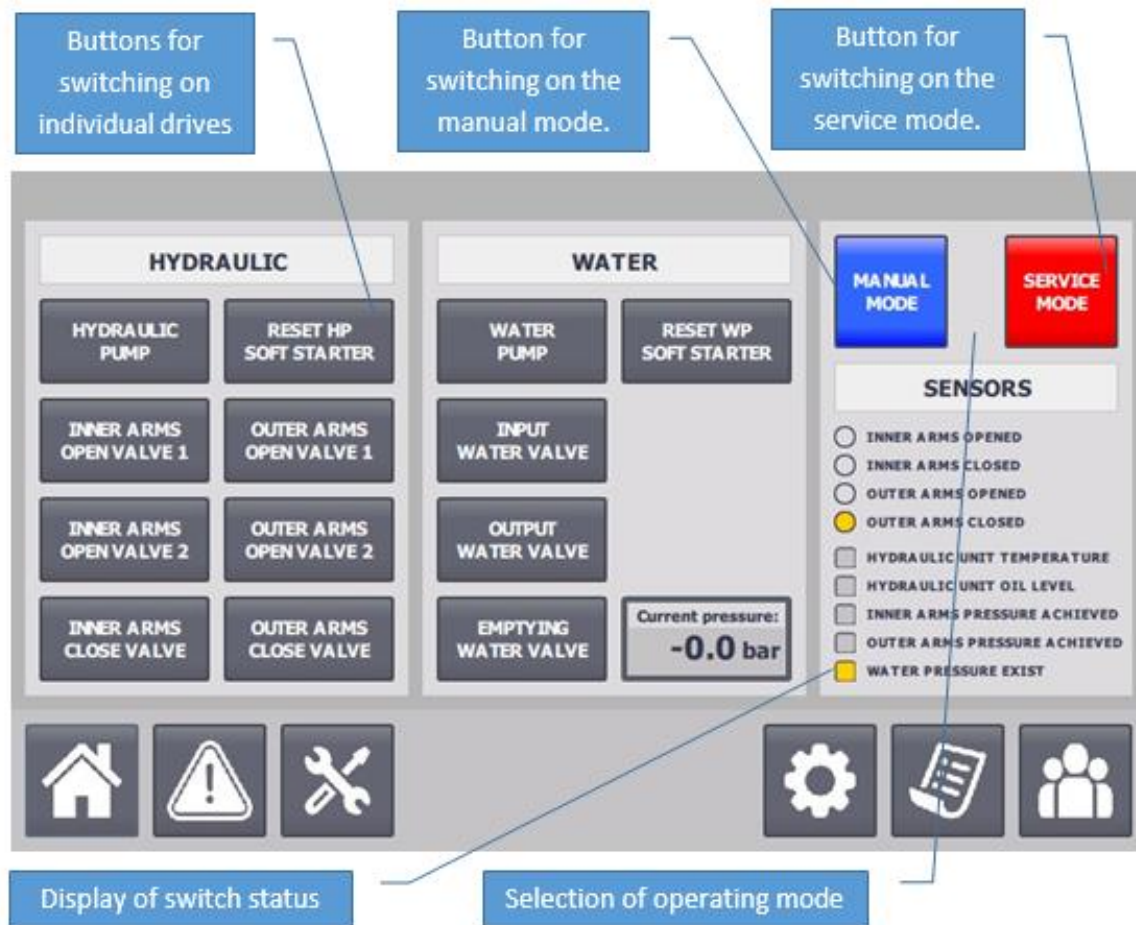 Buttons for
switching on
individual drives
Button for
switching on the
manual mode.
Button for
switching on the
service mode.
HYDRAULIC
HYDRAULIC
PUMP
RESET HP
SOFT STARTER
INNER ARMS
OPEN VALVE 1
OUTER ARMS
OPEN VALVE 1
INNER ARMS
OPEN VALVE 2
OUTER ARMS
OPEN VALVE 2
INNER ARMS
CLOSE VALVE
OUTER ARMS
CLOSE VALVE
WATER
WATER
PUMP
RESET WP
SOFT STARTER
INPUT
WATER VALVE
OUTPUT
WATER VALVE
EMPTYING
WATER VALVE
Current pressure:
-0.0 bar
MANUAL
MODE
SERVICE
MODE
SENSORS
INNER ARMS OPENED
INNER ARMS CLOSED
OUTER ARMS OPENED
OUTER ARMS CLOSED
HYDRAULIC UNIT TEMPERATURE
HYDRAULIC UNIT OIL LEVEL
INNER ARMS PRESSURE ACHIEVED
OUTER ARMS PRESSURE ACHIEVED
WATER PRESSURE EXIST
Display of switch status
Selection of operating mode